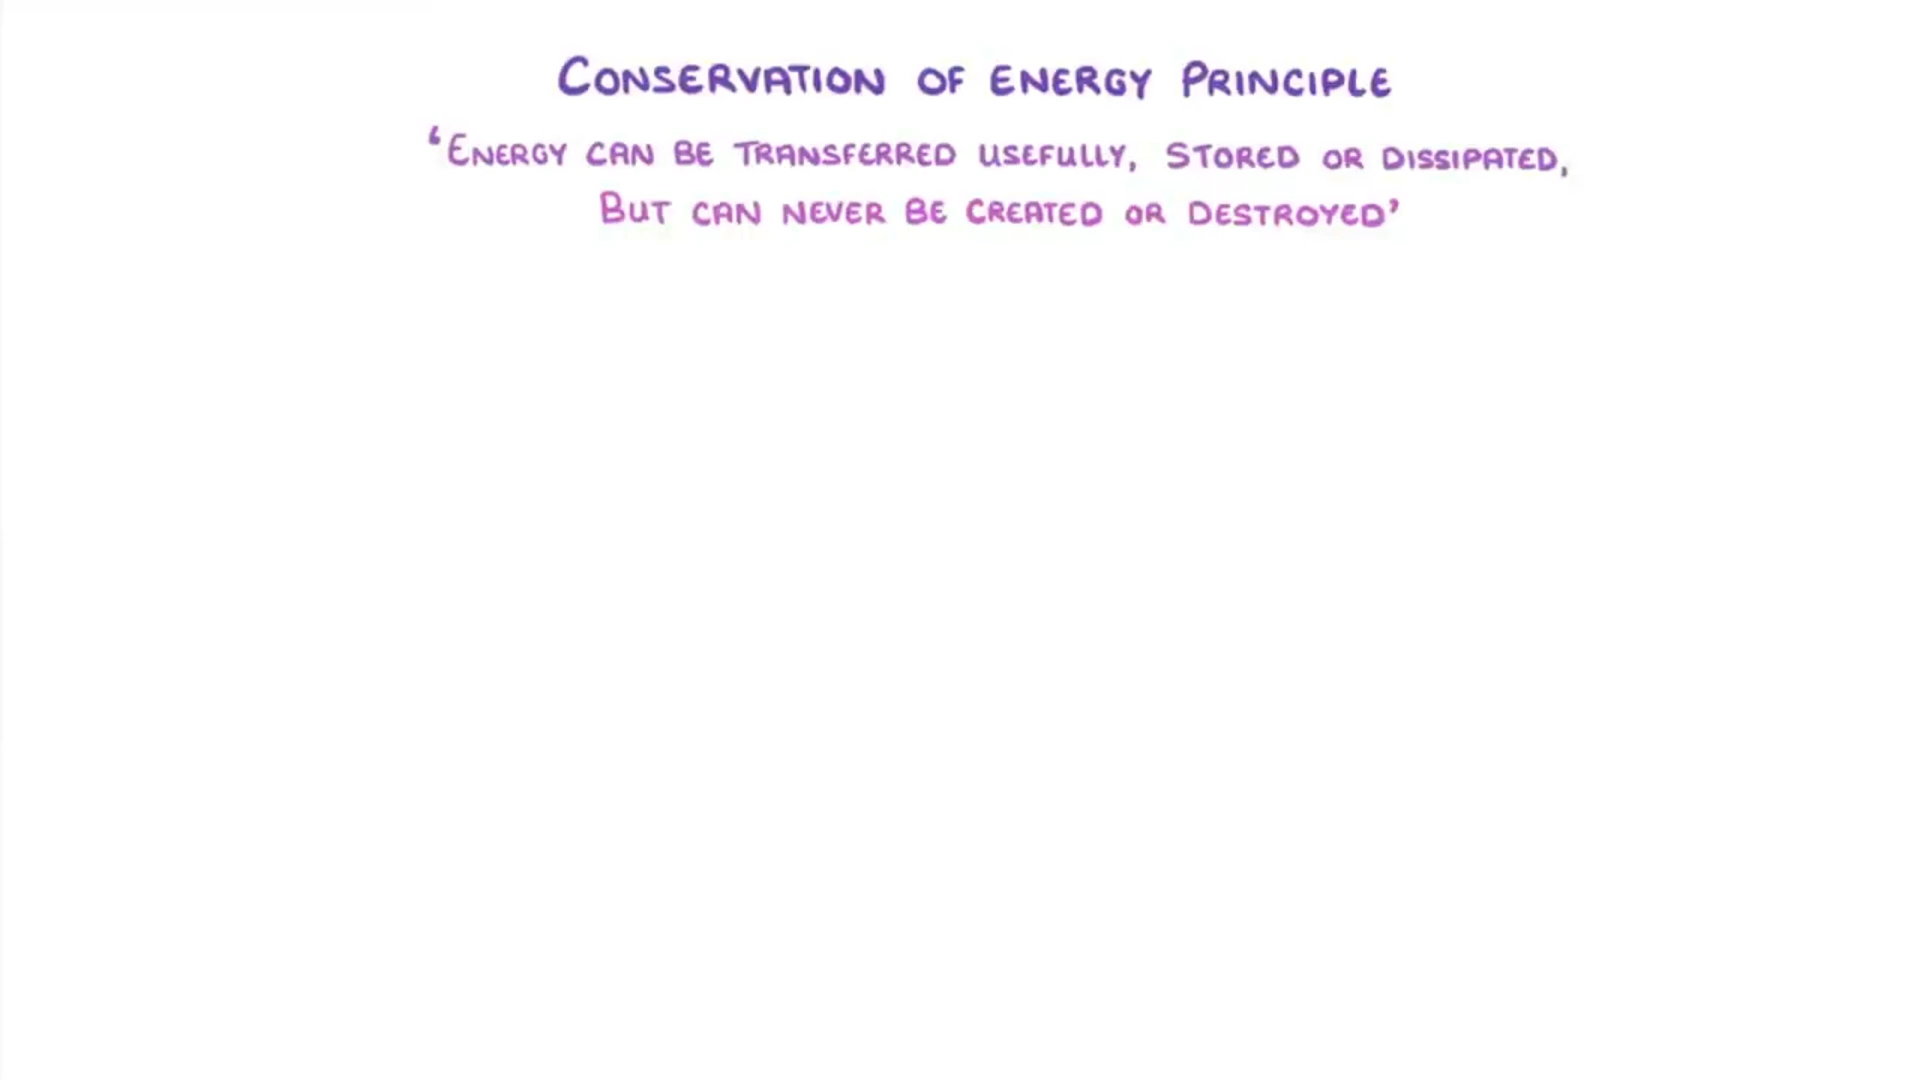 Conservation of Energy Principle
‘Energy can be transferred usefully, stored or dissipated,
But can never be created or destroyed’